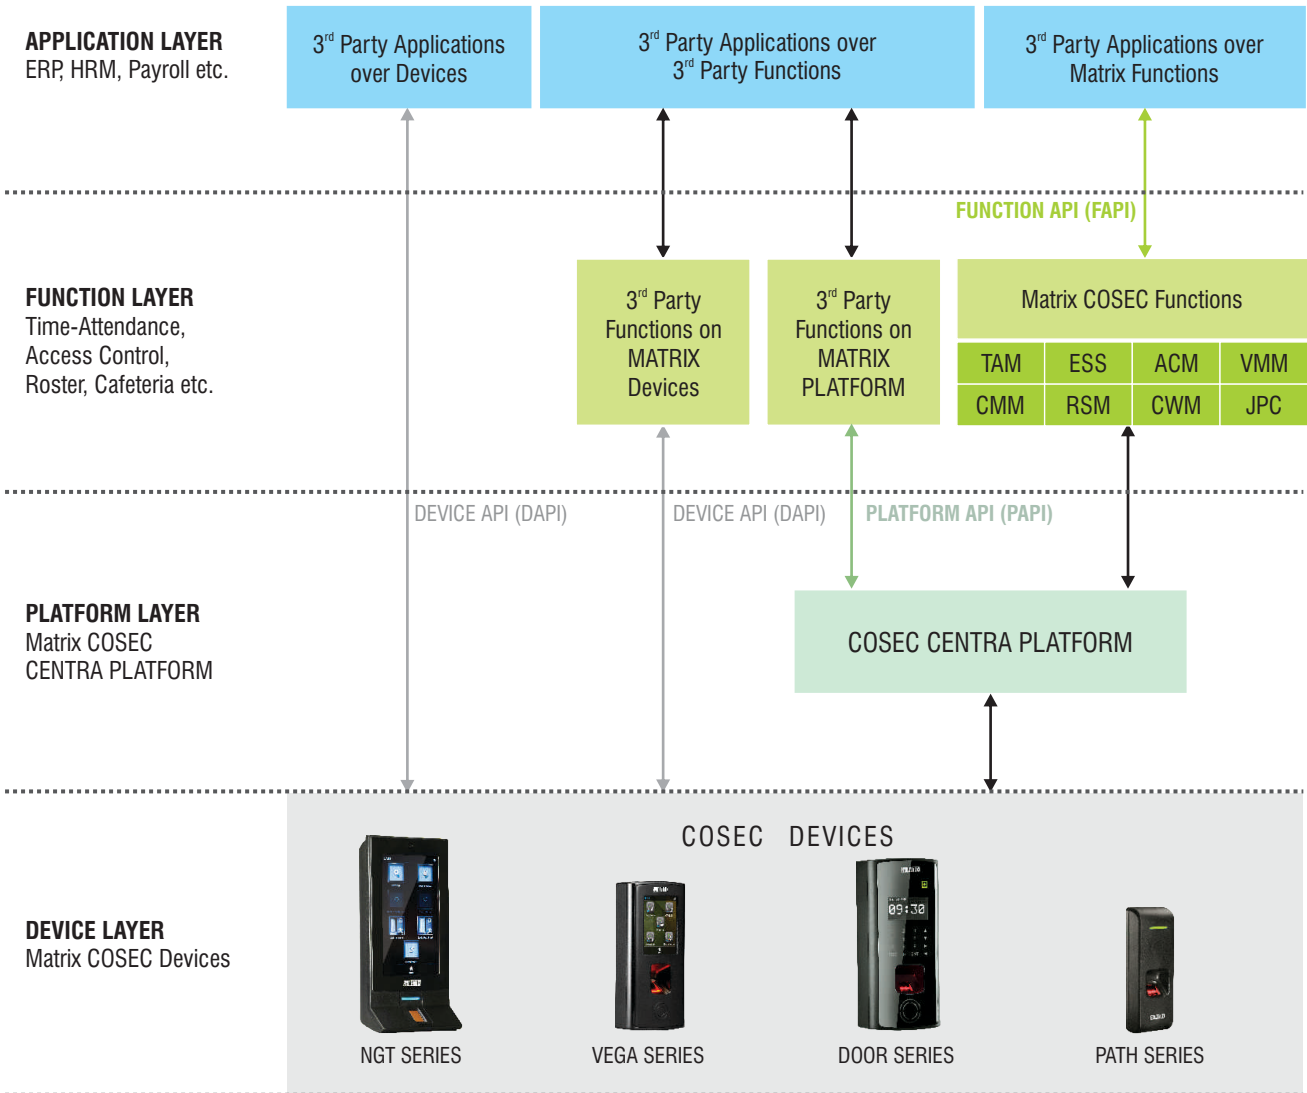 APPLICATION LAYER
ERP, HRM, Payroll etc.
3rd Party Applications
over Devices
3rd Party Applications over
3rd Party Functions
3rd Party Applications over
Matrix Functions
FUNCTION API (FAPI)
FUNCTION LAYER
Time-Attendance,
Access Control,
Roster, Cafeteria etc.
3rd Party
Functions on
MATRIX
Devices
3rd Party
Functions on
MATRIX
PLATFORM
Matrix COSEC Functions
TAM ESS ACM VMM
CMM RSM CWM JPC
DEVICE API (DAPI)
DEVICE API (DAPI)
PLATFORM API (PAPI)
PLATFORM LAYER
Matrix COSEC
CENTRA PLATFORM
COSEC CENTRA PLATFORM
COSEC DEVICES
DEVICE LAYER
Matrix COSEC Devices
09:30
NGT SERIES
VEGA SERIES
DOOR SERIES
PATH SERIES